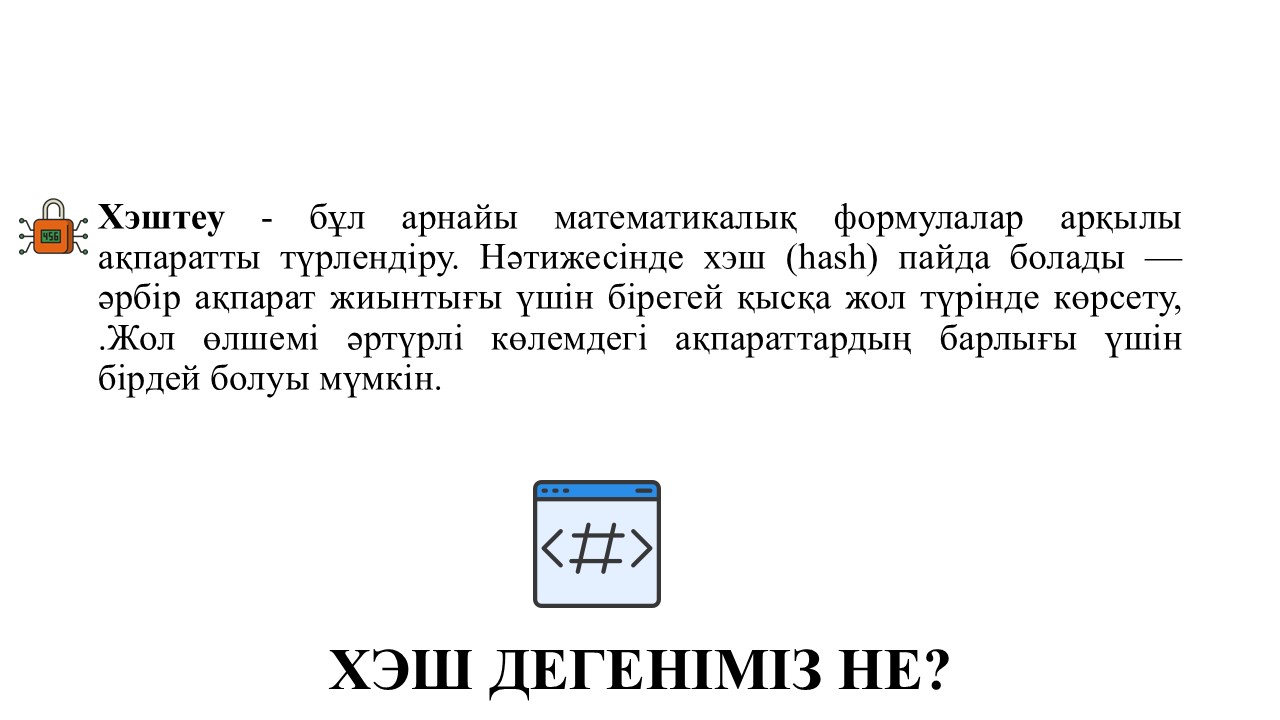 Хэштеу - бұл арнайы математикалық формулалар арқылы
ақпаратты түрлендіру. Нәтижесінде хэш (hash) пайда болады —
әрбір ақпарат жиынтығы үшін бірегей қысқа жол түрінде көрсету,
.Жол өлшемі әртүрлі көлемдегі ақпараттардың барлығы үшін
бірдей болуы мүмкін.
456
<#>
ХЭШ ДЕГЕНІМІЗ НЕ?